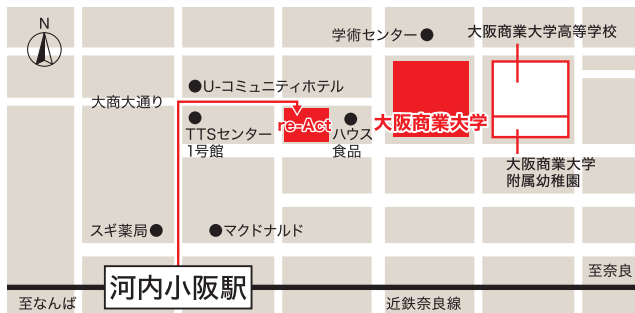 N
学術センター
大阪商業大学高等学校
U-コミュニティホテル
大商大通り
re-Act
大阪商業大学
TTSセンター
1号館
ハウス
食品
大阪商業大学
附属幼稚園
スギ薬局
マクドナルド
至奈良
河内小阪駅
至なんば
近鉄奈良線